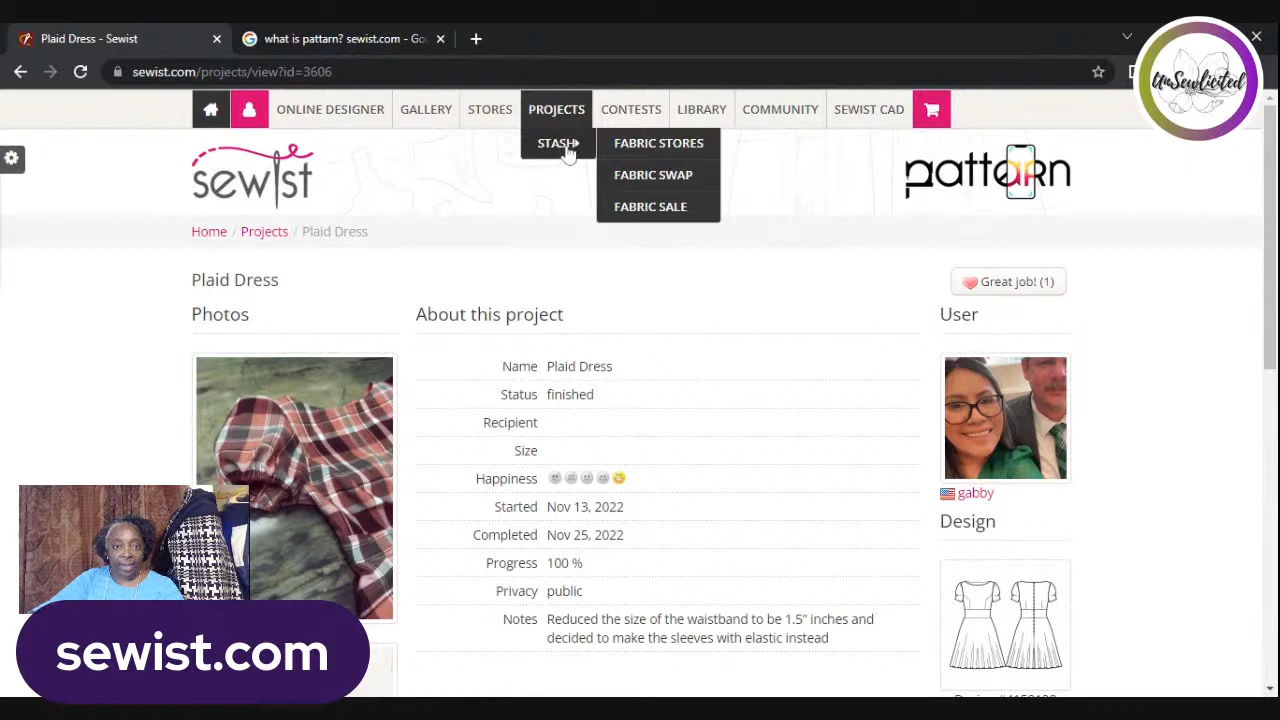 Plaid Dress - Sewist
what is pattarn? sewist.com - Goo
UnSewlicited
sewist.com/projects/view?id=3606
ONLINE DESIGNER
GALLERY
STORES
PROJECTS
CONTESTS
LIBRARY
COMMUNITY
SEWIST CAD
STASH
FABRIC STORES
FABRIC SWAP
FABRIC SALE
sewist
pattarn
Home / Projects / Plaid Dress
Plaid Dress
Great job! (1)
Photos
About this project
User
Name Plaid Dress
Status finished
Recipient
Size
Happiness
Started Nov 13, 2022
Completed Nov 25, 2022
Progress 100 %
Privacy public
Notes Reduced the size of the waistband to be 1.5” inches and
decided to make the sleeves with elastic instead
gabby
Design
sewist.com